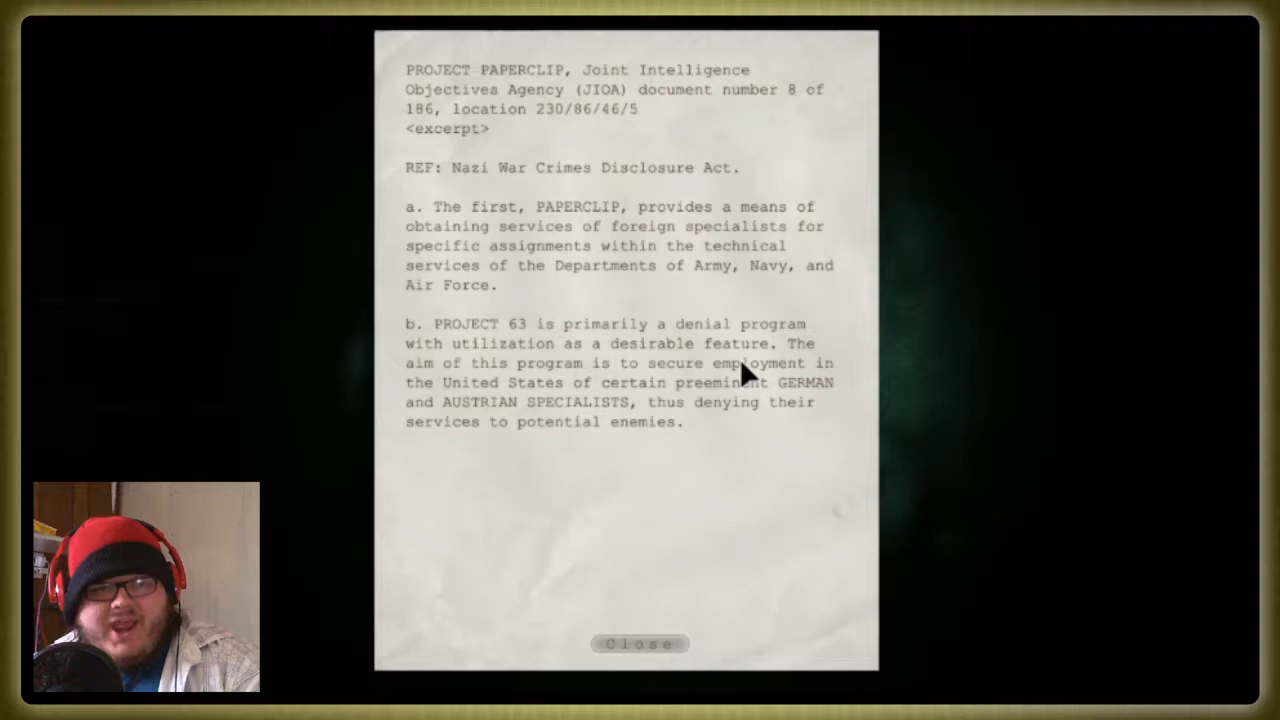 PROJECT PAPERCLIP, Joint Intelligence
Objectives Agency (JIOA) document number 8 of
186, location 230/86/46/5
<excerpt>
REF: Nazi War Crimes Disclosure Act.
a. The first, PAPERCLIP, provides a means of
obtaining services of foreign specialists for
specific assignments within the technical
services of the Departments of Army, Navy, and
Air Force.
b. PROJECT 63 is primarily a denial program
with utilization as a desirable feature. The
aim of this program is to secure employment in
the United States of certain preeminent GERMAN
and AUSTRIAN SPECIALISTS, thus denying their
services to potential enemies.
Close